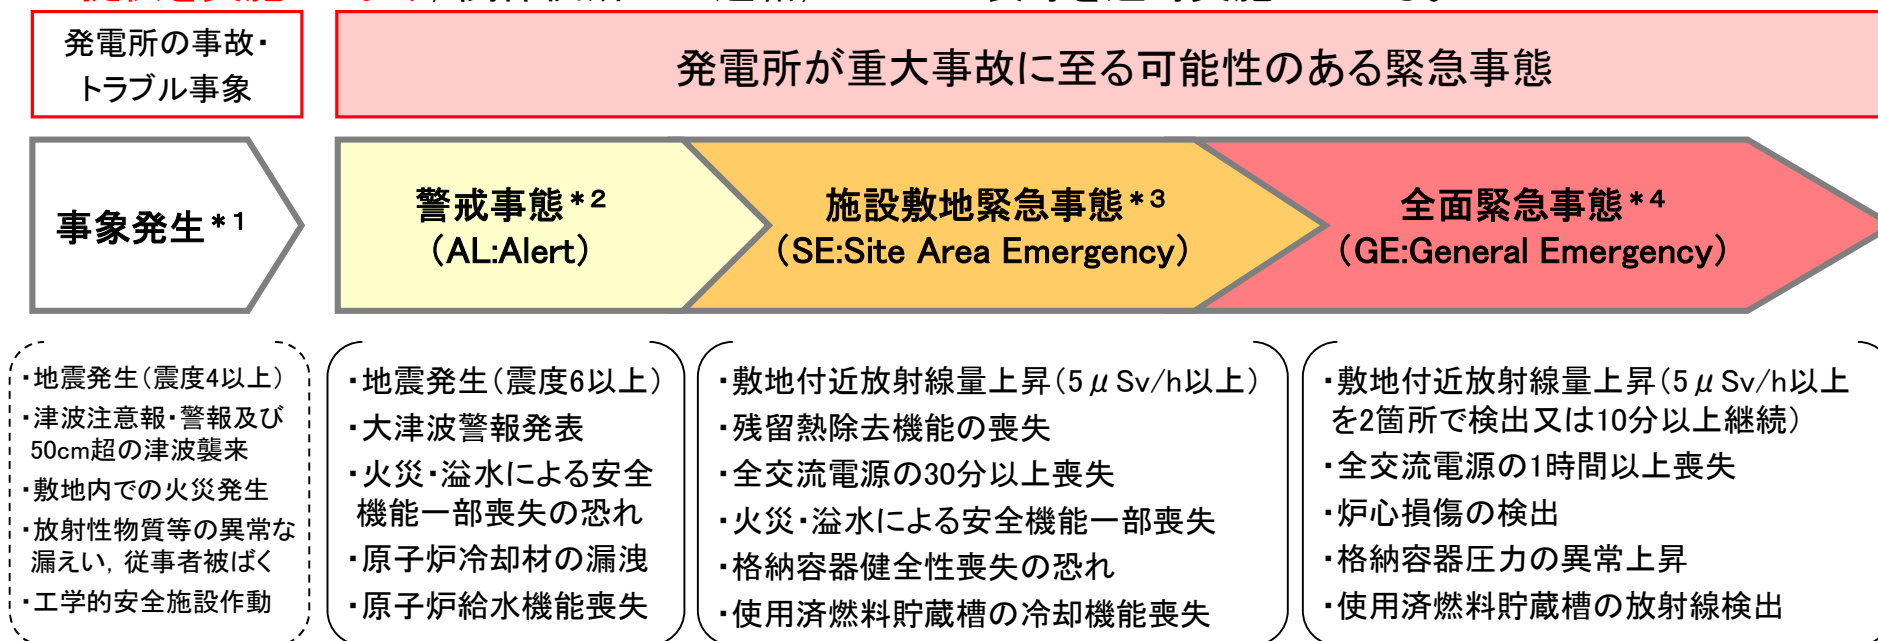 発電所の事故・
トラブル事象
発電所が重大事故に至る可能性のある緊急事態
事象発生*1
警戒事態*2
（AL:Alert）
施設敷地緊急事態*3
（SE:Site Area Emergency）
全面緊急事態*4
（GE:General Emergency）
・地震発生（震度4以上）
・津波注意報・警報及び
50cm超の津波襲来
・敷地内での火災発生
・放射性物質等の異常な
漏えい，従事者被ばく
・工学的安全施設作動
・地震発生（震度6以上）
・大津波警報発表
・火災・溢水による安全
機能一部喪失の恐れ
・原子炉冷却材の漏洩
・原子炉給水機能喪失
・敷地付近放射線量上昇（5μSv/h以上）
・残留熱除去機能の喪失
・全交流電源の30分以上喪失
・火災・溢水による安全機能一部喪失
・格納容器健全性喪失の恐れ
・使用済燃料貯蔵槽の冷却機能喪失
・敷地付近放射線量上昇（5μSv/h以上
を2箇所で検出又は10分以上継続）
・全交流電源の1時間以上喪失
・炉心損傷の検出
・格納容器圧力の異常上昇
・使用済燃料貯蔵槽の放射線検出